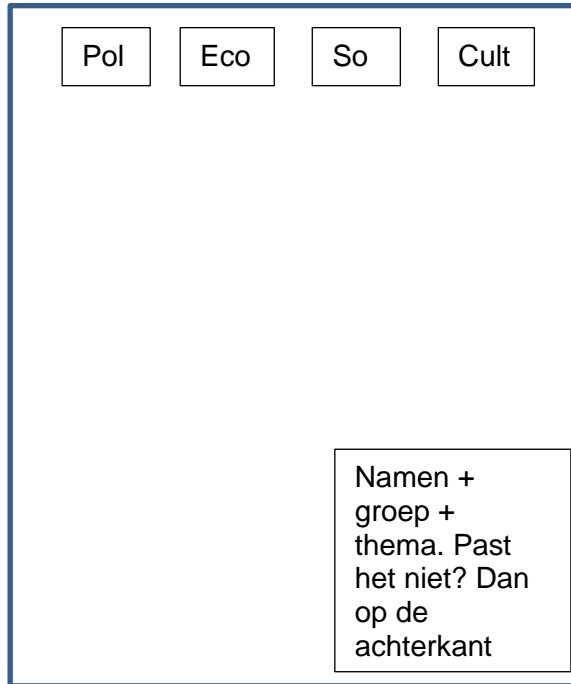 Pol Eco So Cult
Namen +
groep +
thema. Past
het niet? Dan
op de
achterkant